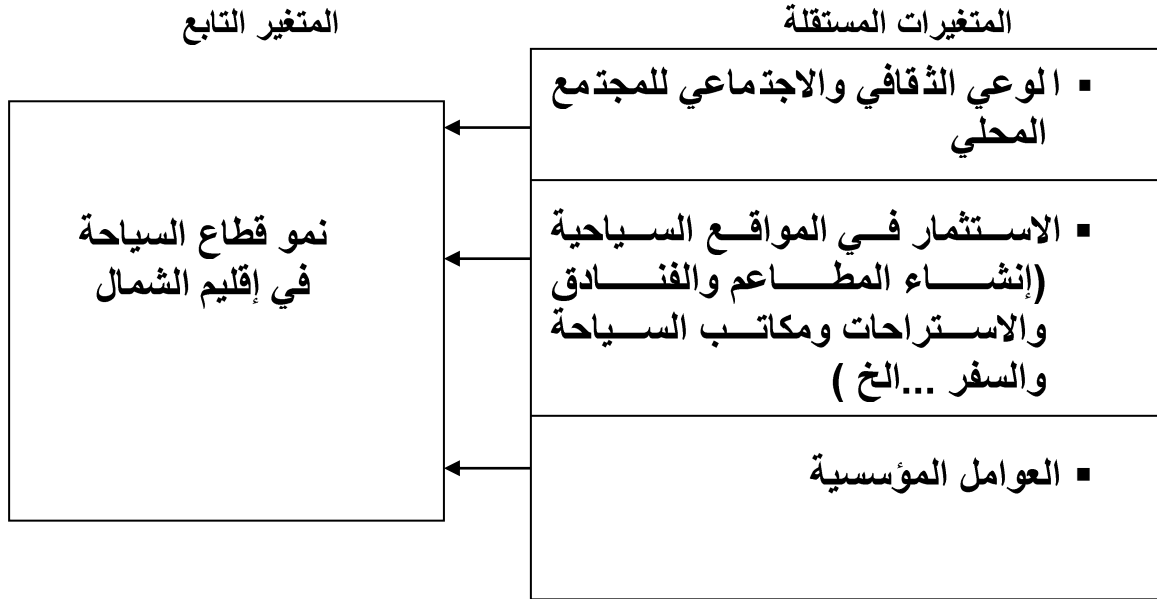 المتغيرات المستقلة
▪ الوعي الثقافي والاجتماعي للمجتمع
المحلي
▪ الاستثمار في المواقع السياحية
(إنشاء المطاعم والفنادق
والاستراحات ومكاتب السياحة
والسفر ...الخ )
▪ العوامل المؤسسية
المتغير التابع
نمو قطاع السياحة
في إقليم الشمال